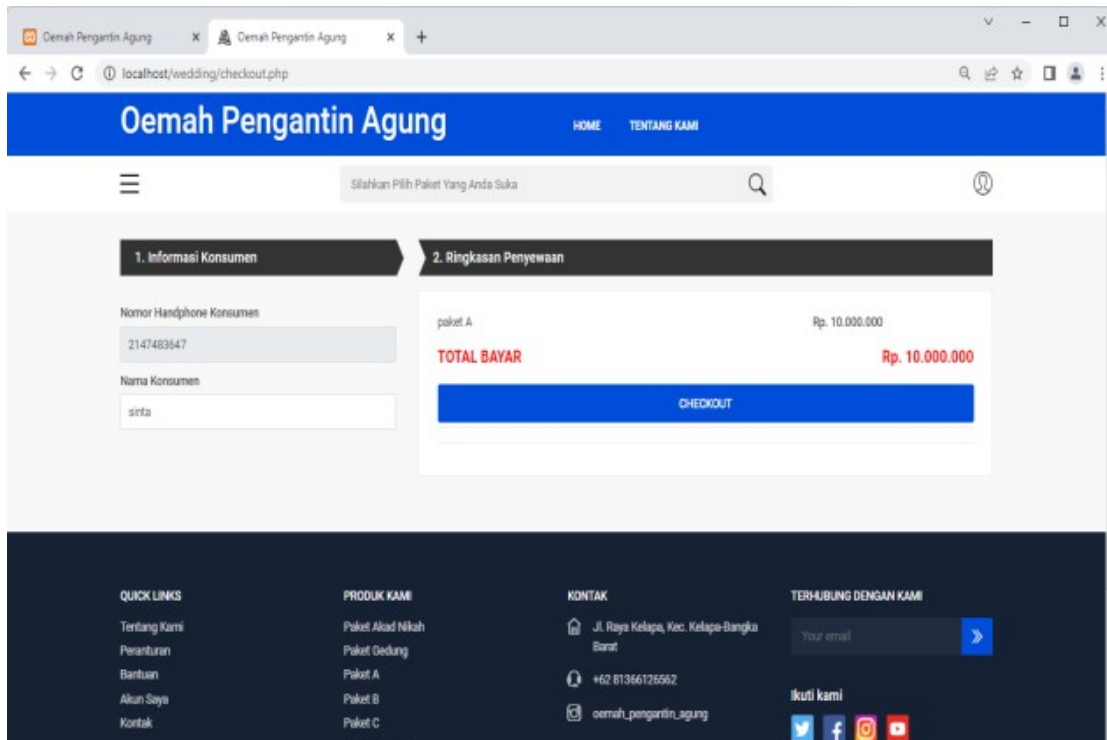 Oemah Pengantin Agung
Oemah Pengantin Agung
localhost/wedding/checkout.php
Oemah Pengantin Agung
HOME TENTANG KAMI
Silahkan Pilih Paket Yang Anda Suka
1. Informasi Konsumen
2. Ringkasan Penyewaan
Nomor Handphone Konsumen
2147483647
Nama Konsumen
sinta
paket A Rp. 10.000.000
TOTAL BAYAR Rp. 10.000.000
CHECKOUT
QUICK LINKS
Tentang Kami
Peranturan
Bantuan
Akun Saya
Kontak
PRODUK KAMI
Paket Akad Nikah
Paket Gedung
Paket A
Paket B
Paket C
KONTAK
Jl. Raya Kelapa, Kec. Kelapa-Bangka
Barat
+62 81366126562
oemah_pengantin_agung
TERHUBUNG DENGAN KAMI
Your email
Ikuti kami